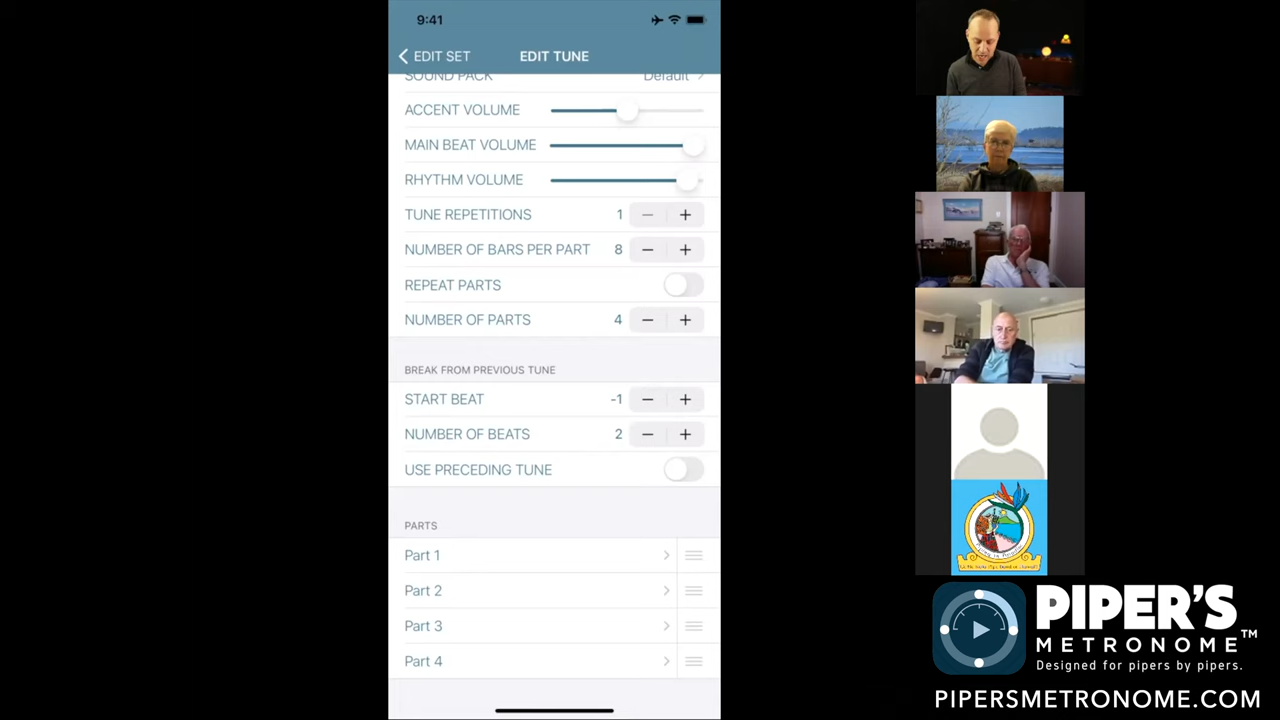 9:41
EDIT SET
EDIT TUNE
SOUND PACK Default
ACCENT VOLUME
MAIN BEAT VOLUME
RHYTHM VOLUME
TUNE REPETITIONS 1 − +
NUMBER OF BARS PER PART 8 − +
REPEAT PARTS
NUMBER OF PARTS 4 − +
BREAK FROM PREVIOUS TUNE
START BEAT -1 − +
NUMBER OF BEATS 2 − +
USE PRECEDING TUNE
PARTS
Part 1
Part 2
Part 3
Part 4
PIPER'S
METRONOME™
Designed for pipers by pipers.
PIPERSMETRONOME.COM